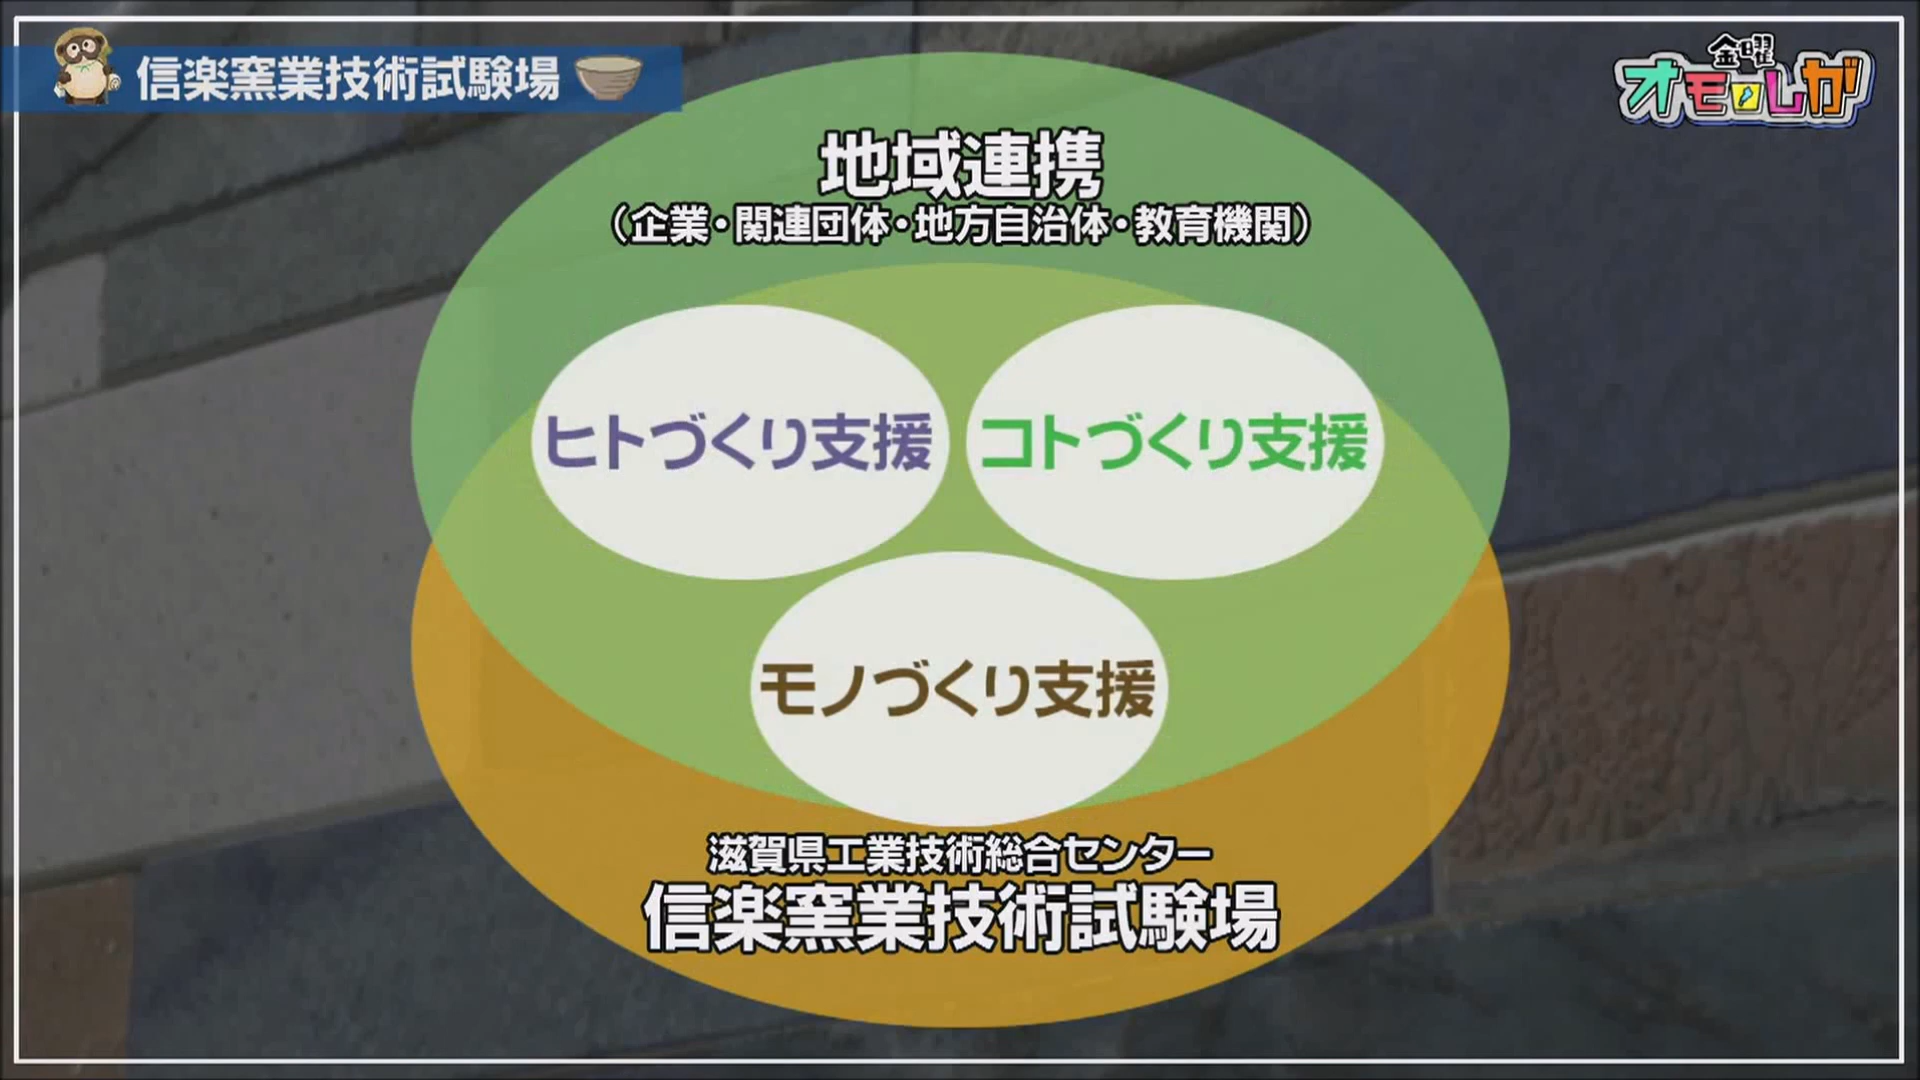 信楽窯業技術試験場
金曜
オモロしガ
地域連携
（企業・関連団体・地方自治体・教育機関）
ヒトづくり支援
コトづくり支援
モノづくり支援
滋賀県工業技術総合センター
信楽窯業技術試験場